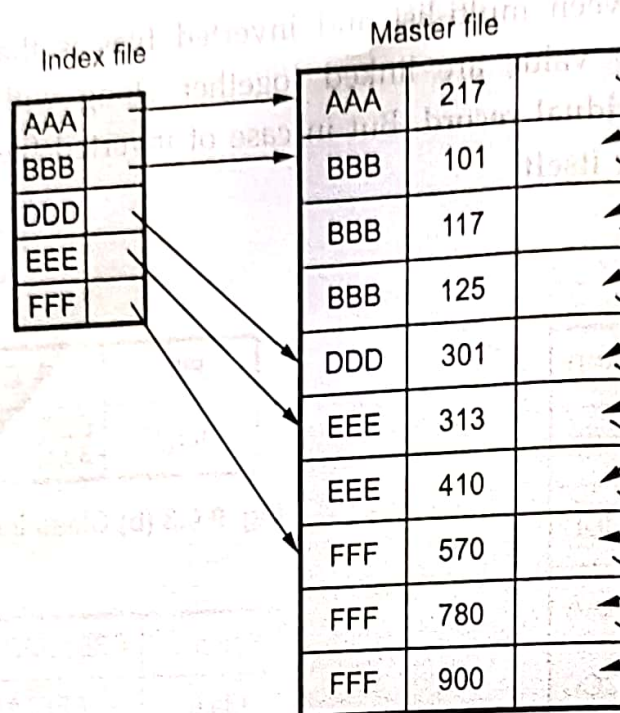 Index file
Master file
AAA
BBB
DDD
EEE
FFF
AAA 217
BBB 101
BBB 117
BBB 125
DDD 301
EEE 313
EEE 410
FFF 570
FFF 780
FFF 900